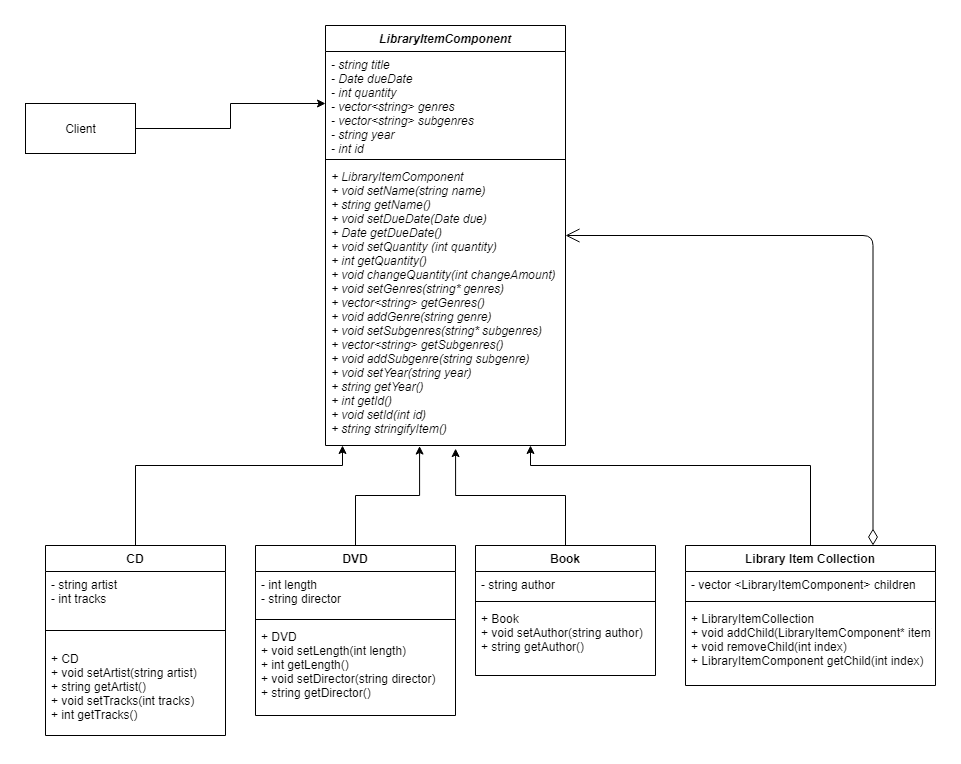 LibraryItemComponent
- string title
- Date dueDate
- int quantity
- vector<string> genres
- vector<string> subgenres
- string year
- int id
Client
+ LibraryItemComponent
+ void setName(string name)
+ string getName()
+ void setDueDate(Date due)
+ Date getDueDate()
+ void setQuantity (int quantity)
+ int getQuantity()
+ void changeQuantity(int changeAmount)
+ void setGenres(string* genres)
+ vector<string> getGenres()
+ void addGenre(string genre)
+ void setSubgenres(string* subgenres)
+ vector<string> getSubgenres()
+ void addSubgenre(string subgenre)
+ void setYear(string year)
+ string getYear()
+ int getId()
+ void setId(int id)
+ string stringifyItem()
CD
- string artist
- int tracks
+ CD
+ void setArtist(string artist)
+ string getArtist()
+ void setTracks(int tracks)
+ int getTracks()
DVD
- int length
- string director
+ DVD
+ void setLength(int length)
+ int getLength()
+ void setDirector(string director)
+ string getDirector()
Book
- string author
+ Book
+ void setAuthor(string author)
+ string getAuthor()
Library Item Collection
- vector <LibraryItemComponent> children
+ LibraryItemCollection
+ void addChild(LibraryItemComponent* item
+ void removeChild(int index)
+ LibraryItemComponent getChild(int index)